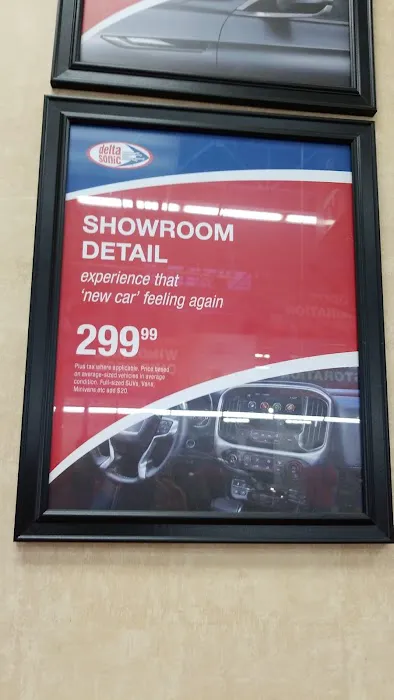 delta
sonic
SHOWROOM
DETAIL
experience that
'new car' feeling again
299⁹⁹
Plus tax where applicable. Price based
on average-sized vehicles in average
condition. Full-sized SUVs, Vans,
Minivans etc add $20.